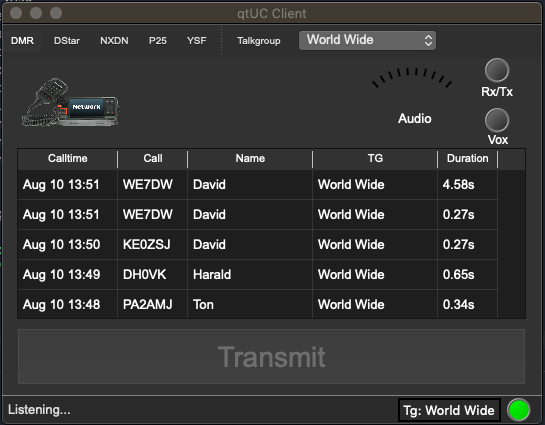 qtUC Client
DMR DStar NXDN P25 YSF Talkgroup World Wide
Network
Rx/Tx
Audio
Vox
Calltime Call Name TG Duration
Aug 10 13:51 WE7DW David World Wide 4.58s
Aug 10 13:51 WE7DW David World Wide 0.27s
Aug 10 13:50 KE0ZSJ David World Wide 0.27s
Aug 10 13:49 DH0VK Harald World Wide 0.65s
Aug 10 13:48 PA2AMJ Ton World Wide 0.34s
Transmit
Listening... Tg: World Wide